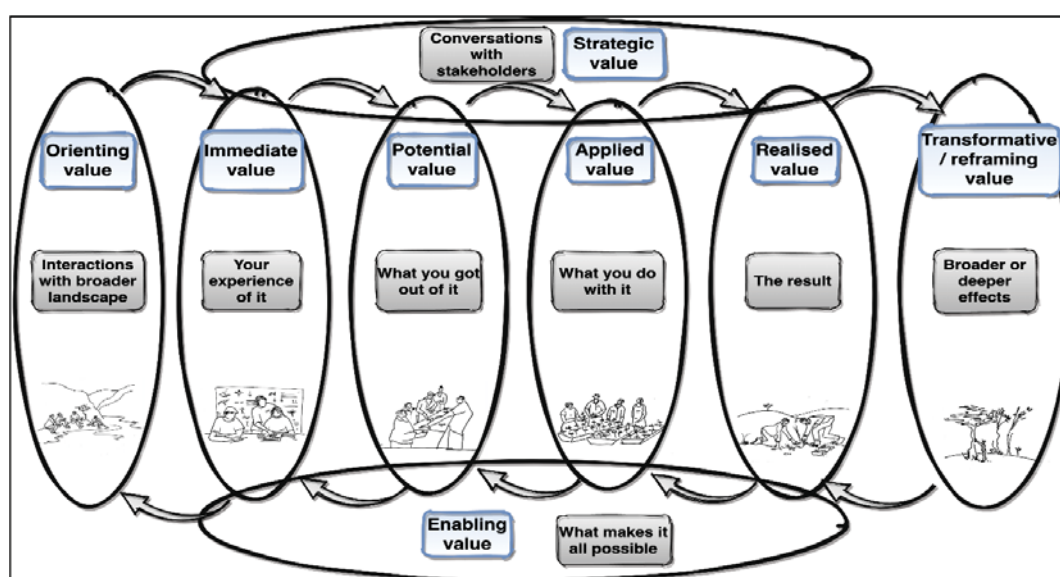 Conversations
with
stakeholders
Strategic
value
Orienting
value
Immediate
value
Potential
value
Applied
value
Realised
value
Transformative
/ reframing
value
Interactions
with broader
landscape
Your
experience
of it
What you got
out of it
What you do
with it
The result
Broader or
deeper
effects
Enabling
value
What makes it
all possible